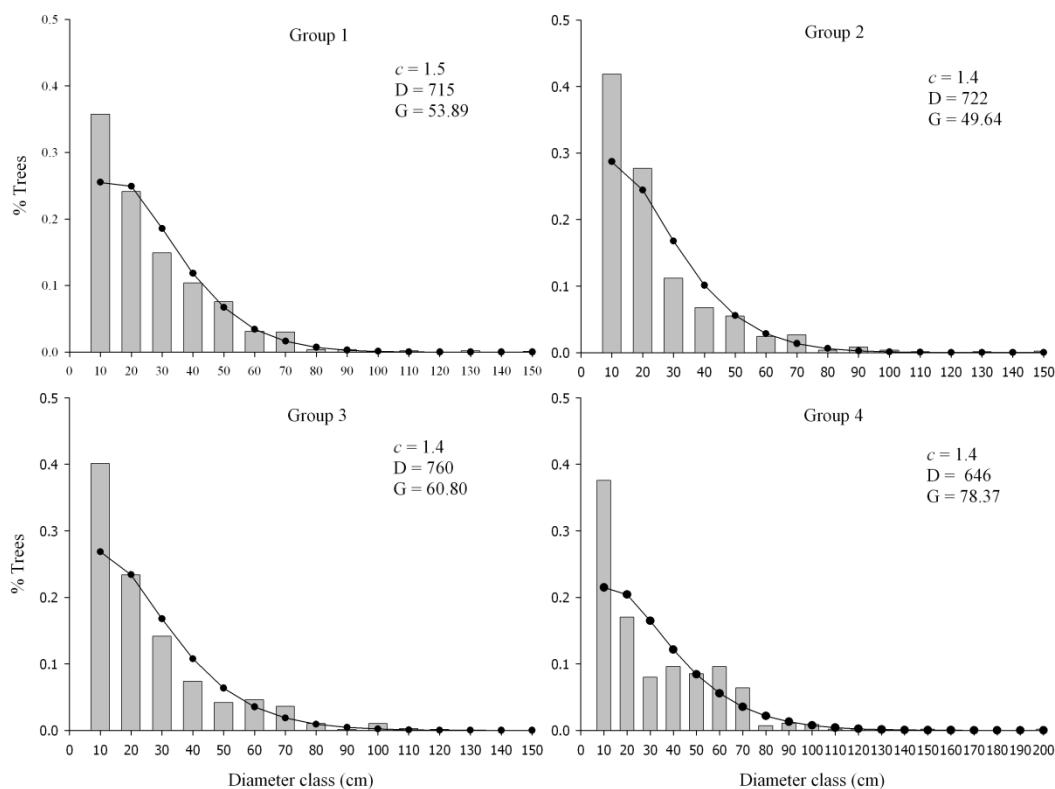 Group 1
c = 1.5
D = 715
G = 53.89
% Trees
0.5
0.4
0.3
0.2
0.1
0.0
0 10 20 30 40 50 60 70 80 90 100 110 120 130 140 150
Group 2
c = 1.4
D = 722
G = 49.64
0.5
0.4
0.3
0.2
0.1
0.0
10 20 30 40 50 60 70 80 90 100 110 120 130 140 150
Group 3
c = 1.4
D = 760
G = 60.80
% Trees
0.5
0.4
0.3
0.2
0.1
0.0
0 10 20 30 40 50 60 70 80 90 100 110 120 130 140 150
Diameter class (cm)
Group 4
c = 1.4
D = 646
G = 78.37
0.5
0.4
0.3
0.2
0.1
0.0
0 10 20 30 40 50 60 70 80 90 100 110 120 130 140 150 160 170 180 190 200
Diameter class (cm)